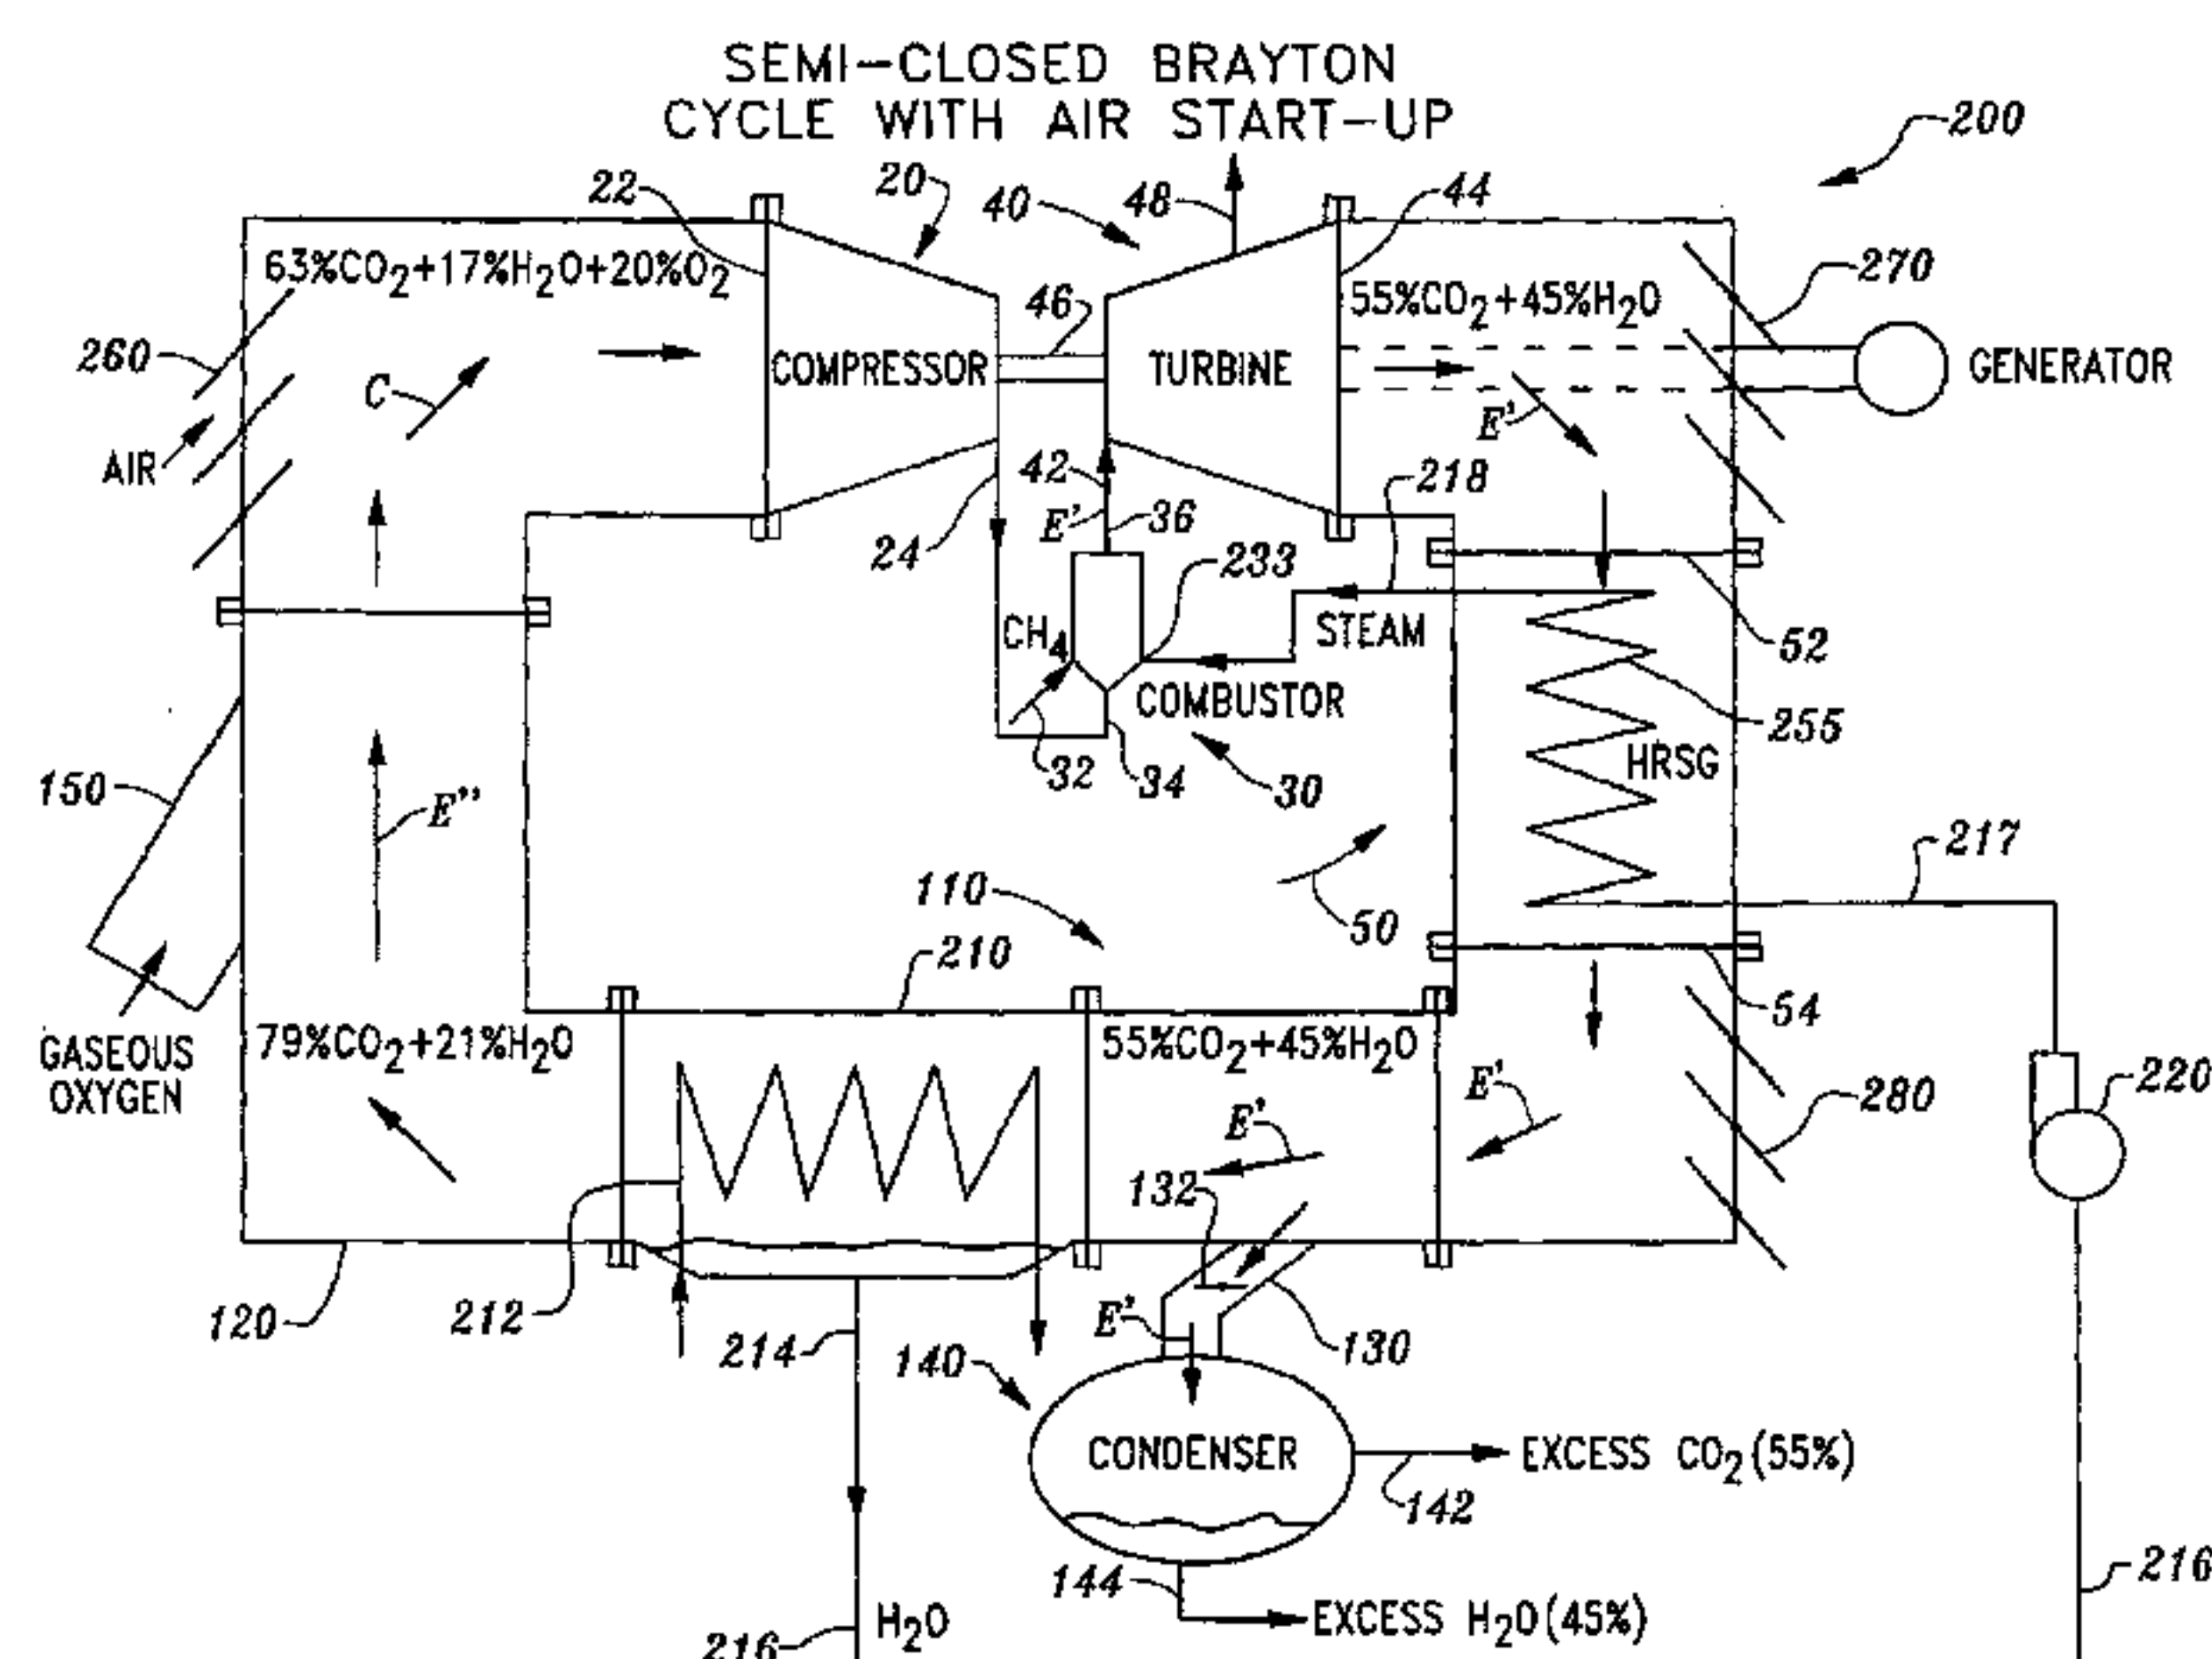 SEMI-CLOSED BRAYTON
CYCLE WITH AIR START-UP
200
22
20
40
48
44
63%CO2+17%H2O+20%O2
46
55%CO2+45%H2O
270
260
C
COMPRESSOR
TURBINE
GENERATOR
E'
AIR
42
218
24
E'
36
233
CH4
STEAM
52
COMBUSTOR
255
32
34
30
HRSG
150
E''
217
110
50
210
54
GASEOUS
OXYGEN
79%CO2+21%H2O
55%CO2+45%H2O
E'
E'
280
220
132
212
120
214
E'
130
140
CONDENSER
EXCESS CO2(55%)
142
144
216
H2O
EXCESS H2O(45%)
216